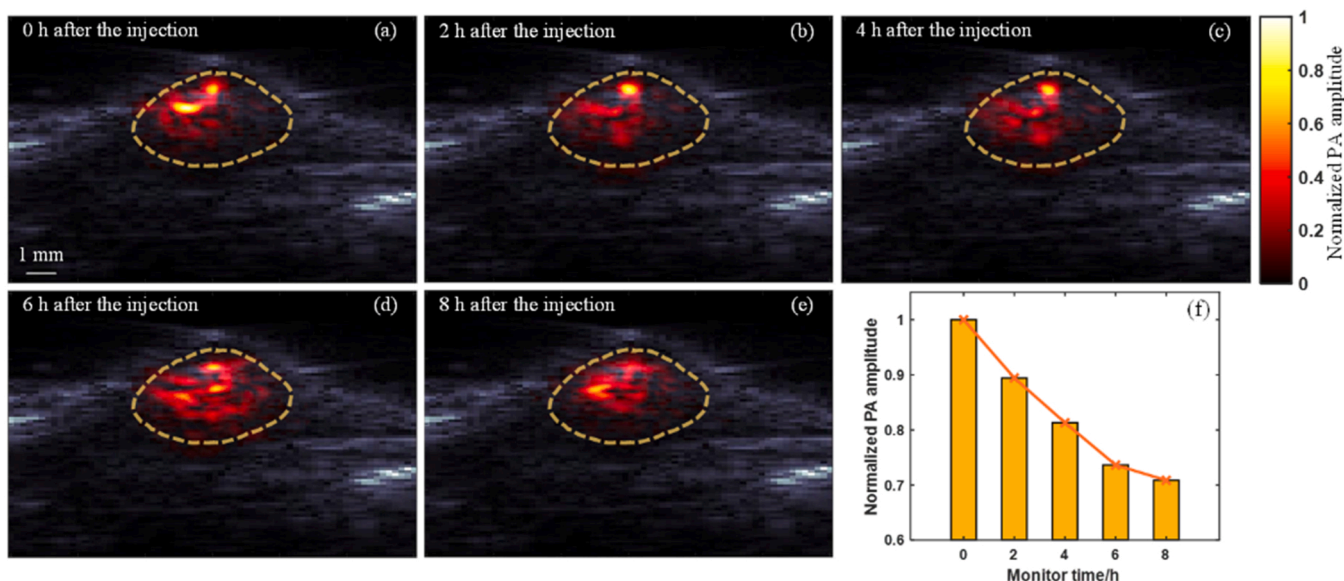 0 h after the injection (a)
2 h after the injection (b)
4 h after the injection (c)
1
0.8
0.6
0.4
0.2
0
Normalized PA amplitude
1 mm
6 h after the injection (d)
8 h after the injection (e)
(f)
Normalized PA amplitude
1
0.9
0.8
0.7
0.6
0 2 4 6 8
Monitor time/h